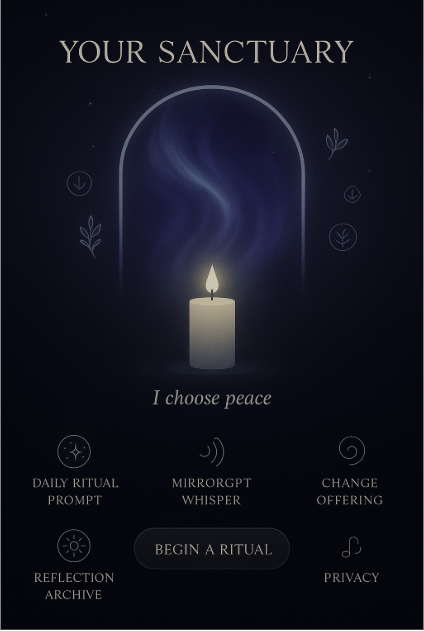 YOUR SANCTUARY
I choose peace
DAILY RITUAL
PROMPT
MIRRORGPT
WHISPER
CHANGE
OFFERING
REFLECTION
ARCHIVE
BEGIN A RITUAL
PRIVACY